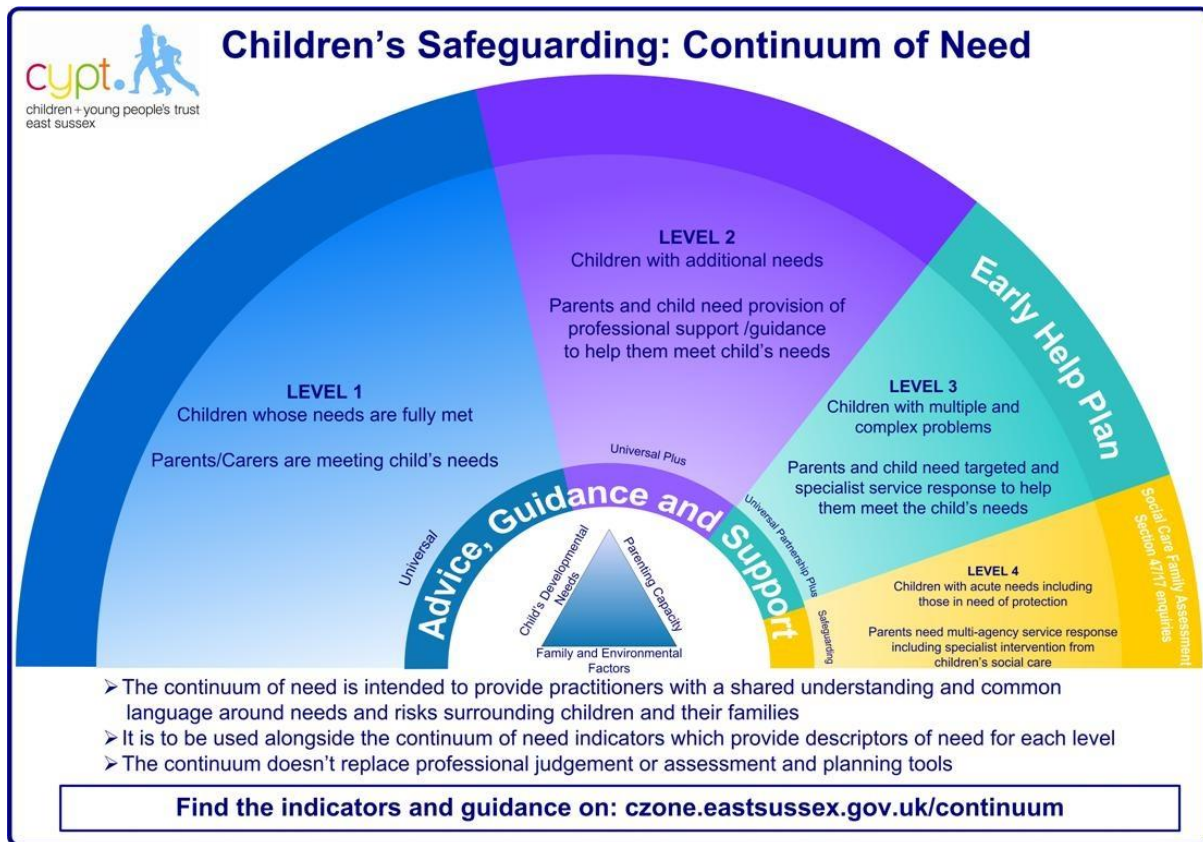 cypt.
children+young people's trust
east sussex
Children's Safeguarding: Continuum of Need
LEVEL 1
Children whose needs are fully met
Parents/Carers are meeting child's needs
LEVEL 2
Children with additional needs
Parents and child need provision of
professional support /guidance
to help them meet child's needs
LEVEL 3
Children with multiple and
complex problems
Parents and child need targeted and
specialist service response to help
them meet the child's needs
Early Help Plan
LEVEL 4
Children with acute needs including
those in need of protection
Parents need multi-agency service response
including specialist intervention from
children's social care
Social Care Family Assessment
Section 47/17 enquiries
Universal
Universal Plus
Universal Partnership Plus
Safeguarding
Advice, Guidance and Support
Child's Developmental
Needs
Parenting Capacity
Family and Environmental
Factors
➢ The continuum of need is intended to provide practitioners with a shared understanding and common
language around needs and risks surrounding children and their families
➢ It is to be used alongside the continuum of need indicators which provide descriptors of need for each level
➢ The continuum doesn't replace professional judgement or assessment and planning tools
Find the indicators and guidance on: czone.eastsussex.gov.uk/continuum